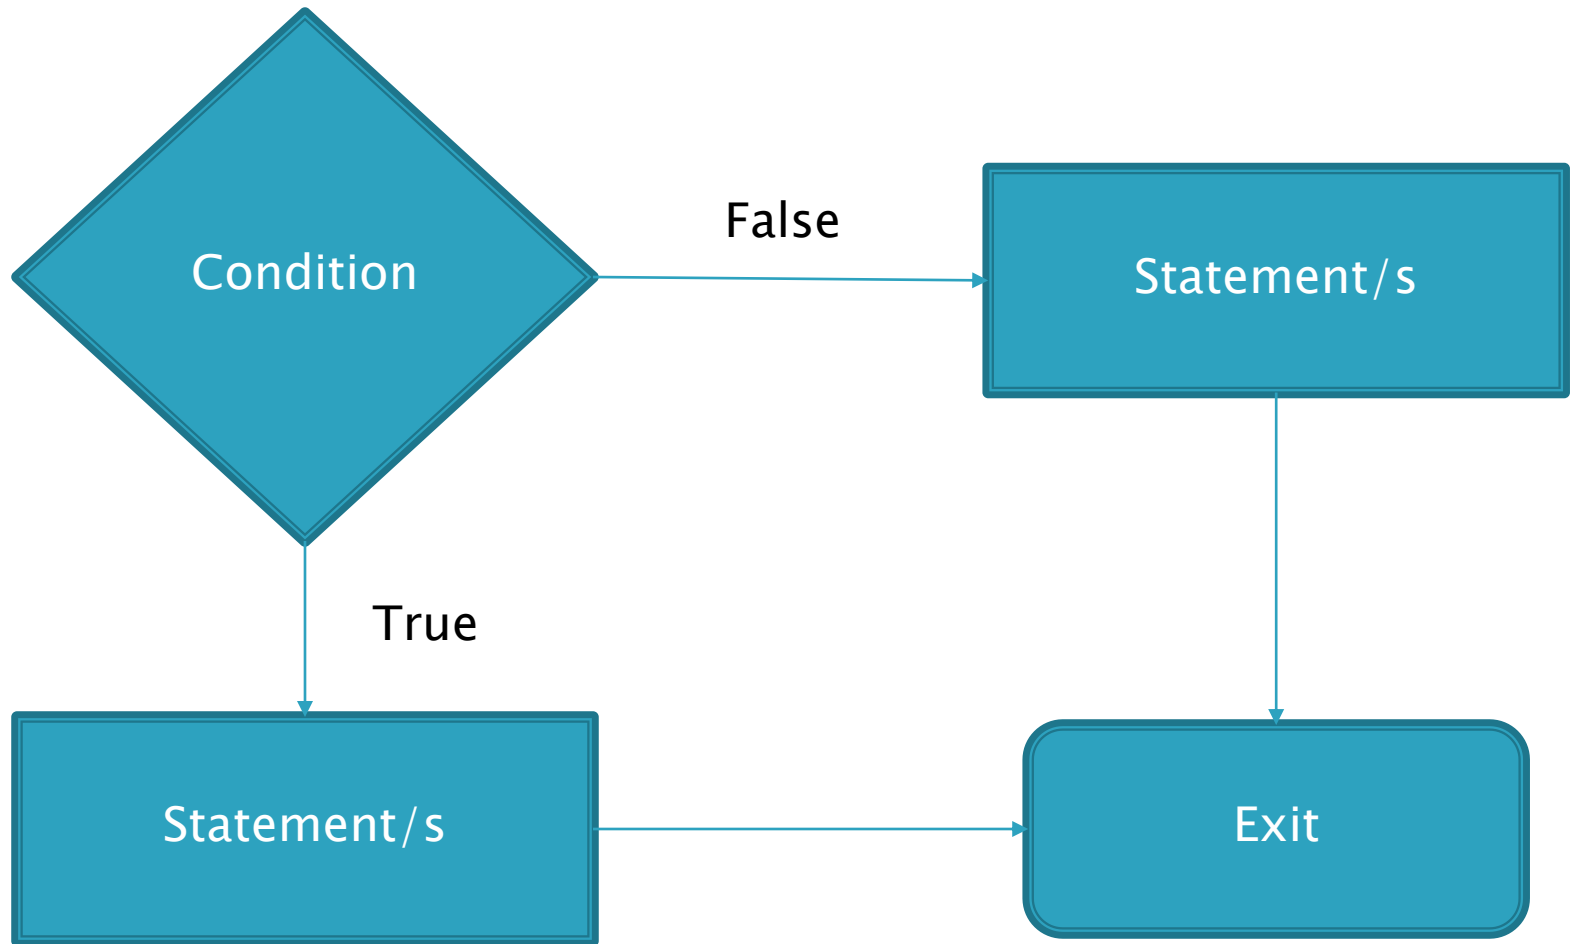 False
Condition
Statement/s
True
Statement/s
Exit